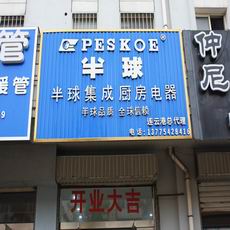 PESKOE
半球
半球集成厨房电器
半球品质 全球信赖
连云港总代理
电话:13775428416
开业大吉
管
暖管
9
仲尼